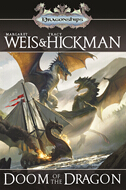 Dragonships
MARGARET TRACY
WEIS & HICKMAN
DOOM OF THE DRAGON